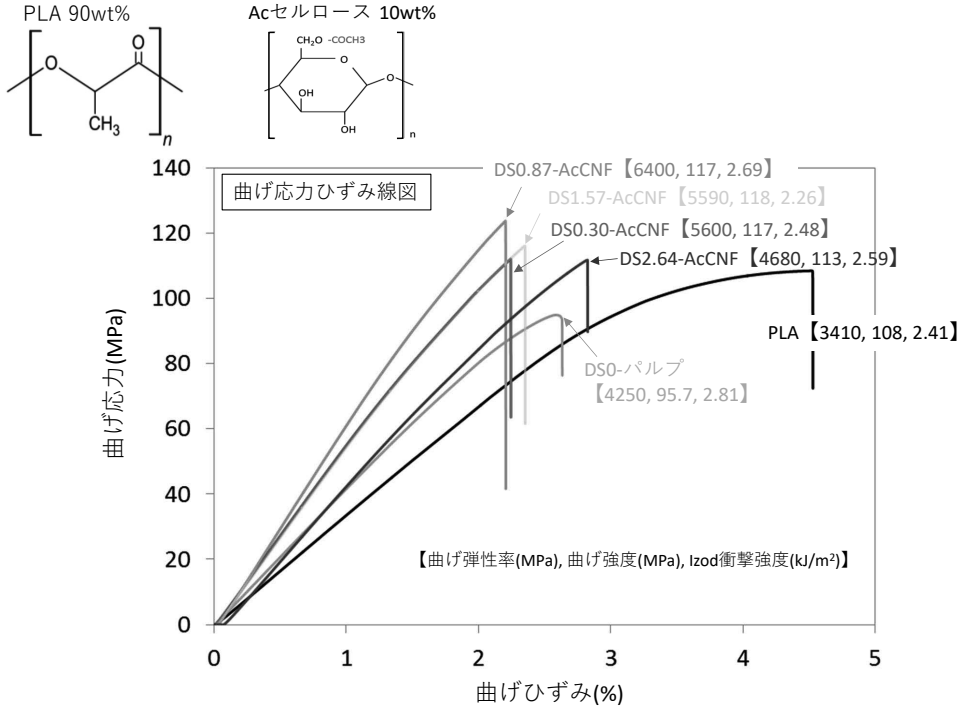 PLA 90wt%
Acセルロース 10wt%
O
O
CH3
n
CH2O -COCH3
O
O
OH
OH
n
曲げ応力ひずみ線図
DS0.87-AcCNF【6400, 117, 2.69】
DS1.57-AcCNF【5590, 118, 2.26】
DS0.30-AcCNF【5600, 117, 2.48】
DS2.64-AcCNF【4680, 113, 2.59】
PLA【3410, 108, 2.41】
DS0-パルプ
【4250, 95.7, 2.81】
【曲げ弾性率(MPa), 曲げ強度(MPa), Izod衝撃強度(kJ/m²)】
曲げ応力(MPa)
140
120
100
80
60
40
20
0
0 1 2 3 4 5
曲げひずみ(%)